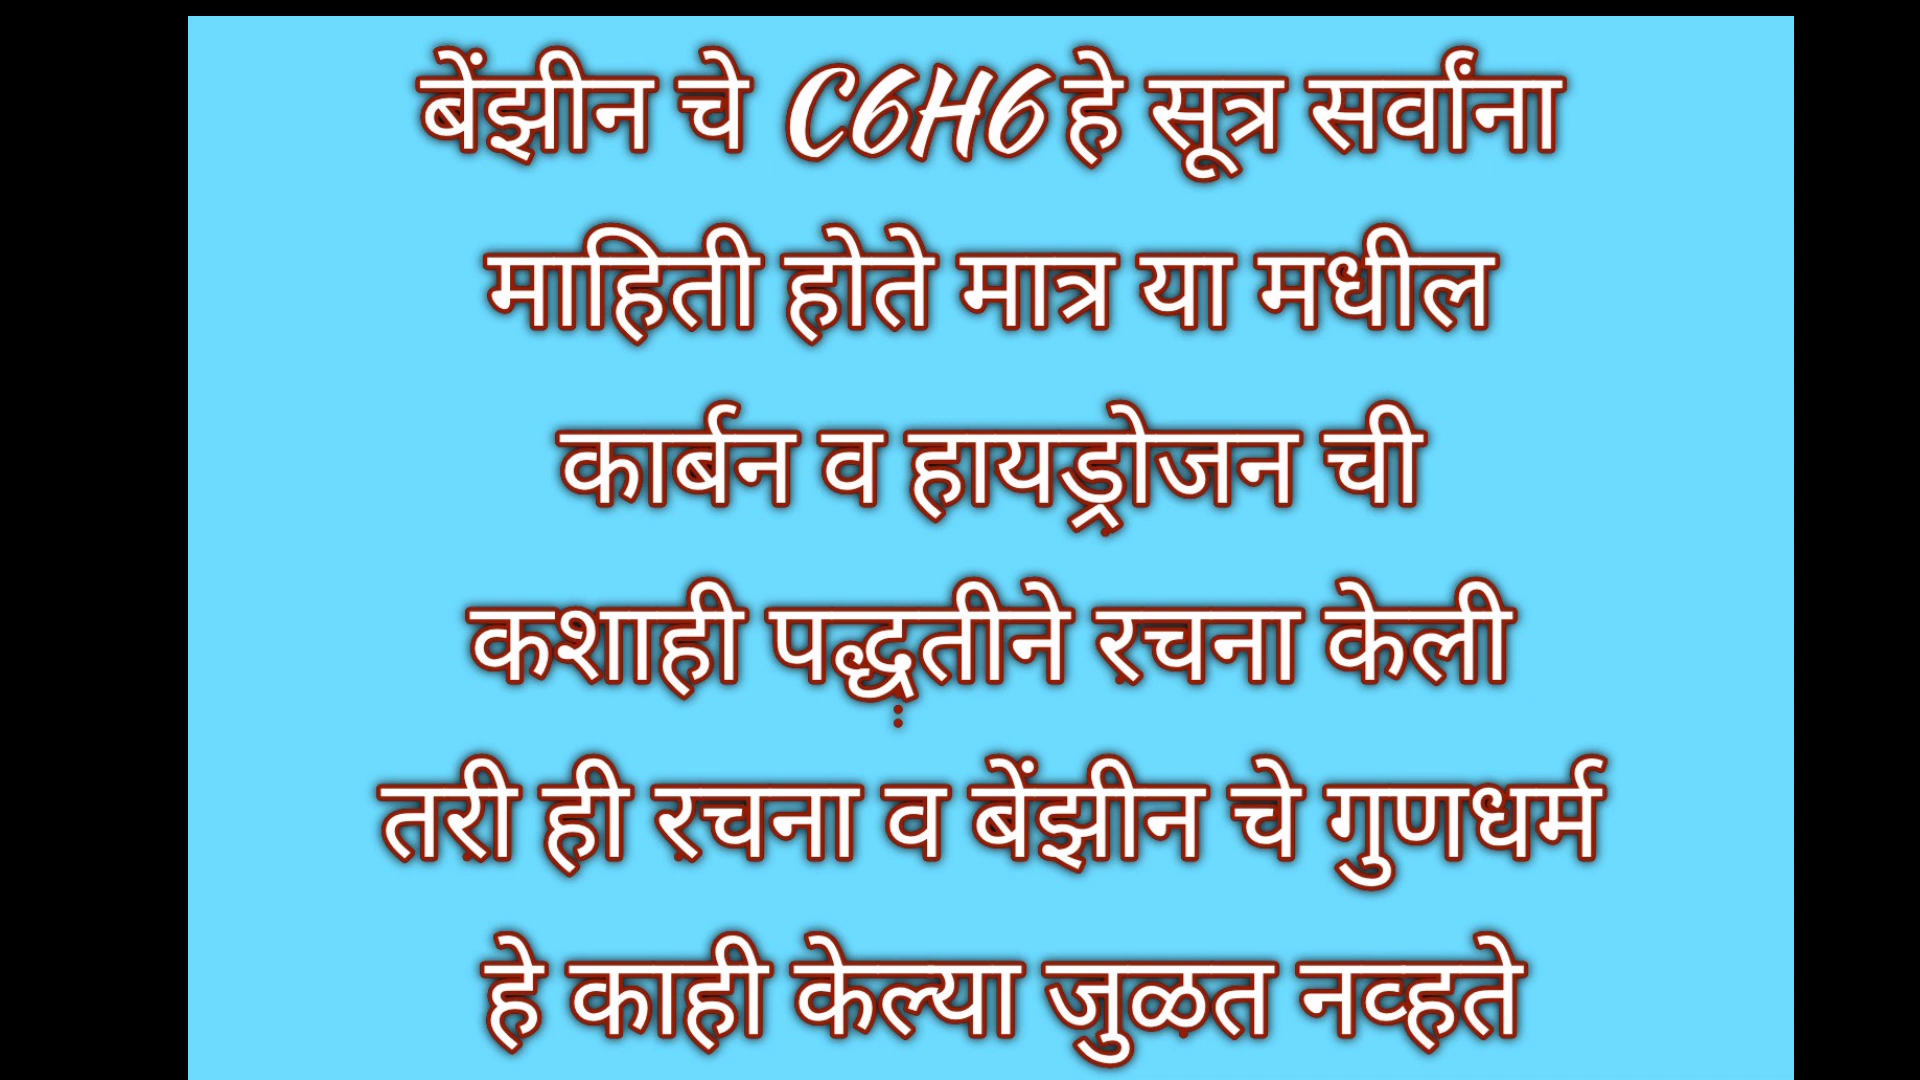 बेंझीन चे C6H6 हे सूत्र सर्वांना
माहिती होते मात्र या मधील
कार्बन व हायड्रोजन ची
कशाही पद्धतीने रचना केली
तरी ही रचना व बेंझीन चे गुणधर्म
हे काही केल्या जुळत नव्हते